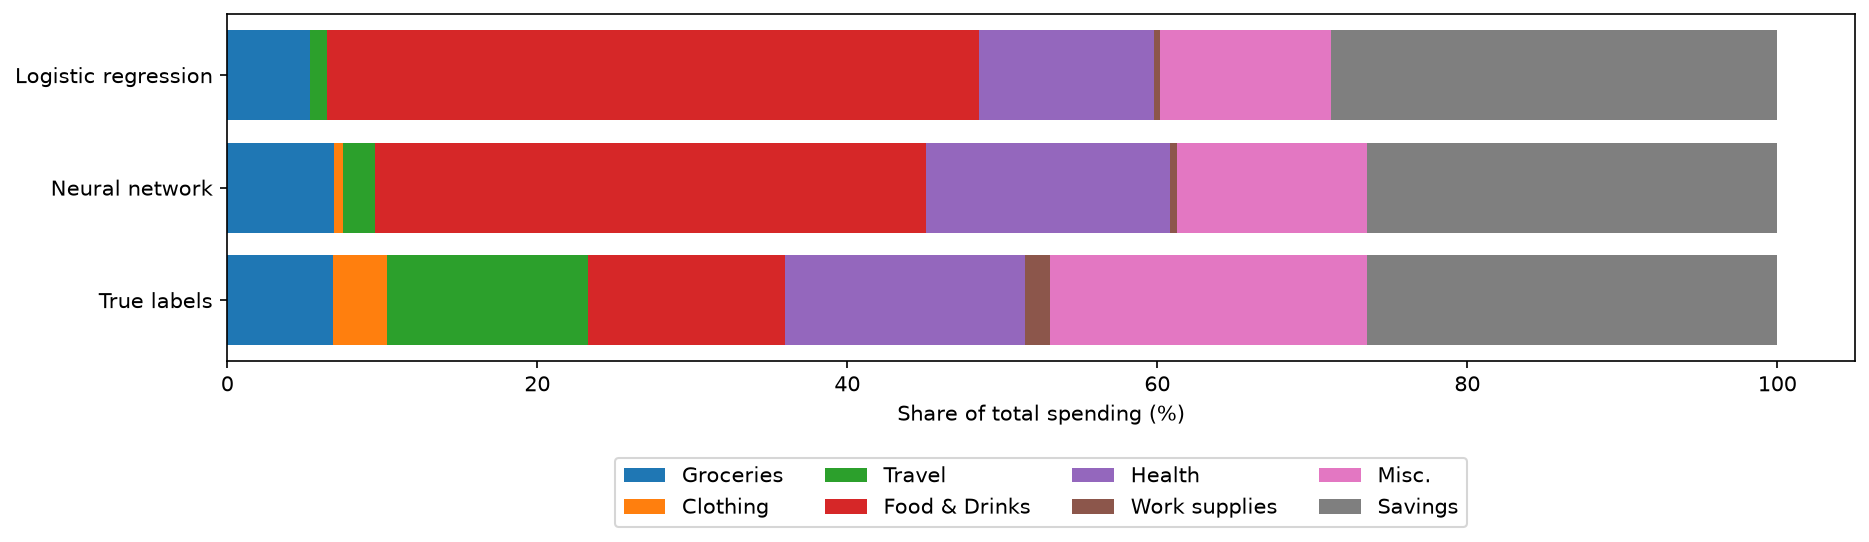 Logistic regression
Neural network
True labels
0 20 40 60 80 100
Share of total spending (%)
Groceries Travel Health Misc.
Clothing Food & Drinks Work supplies Savings